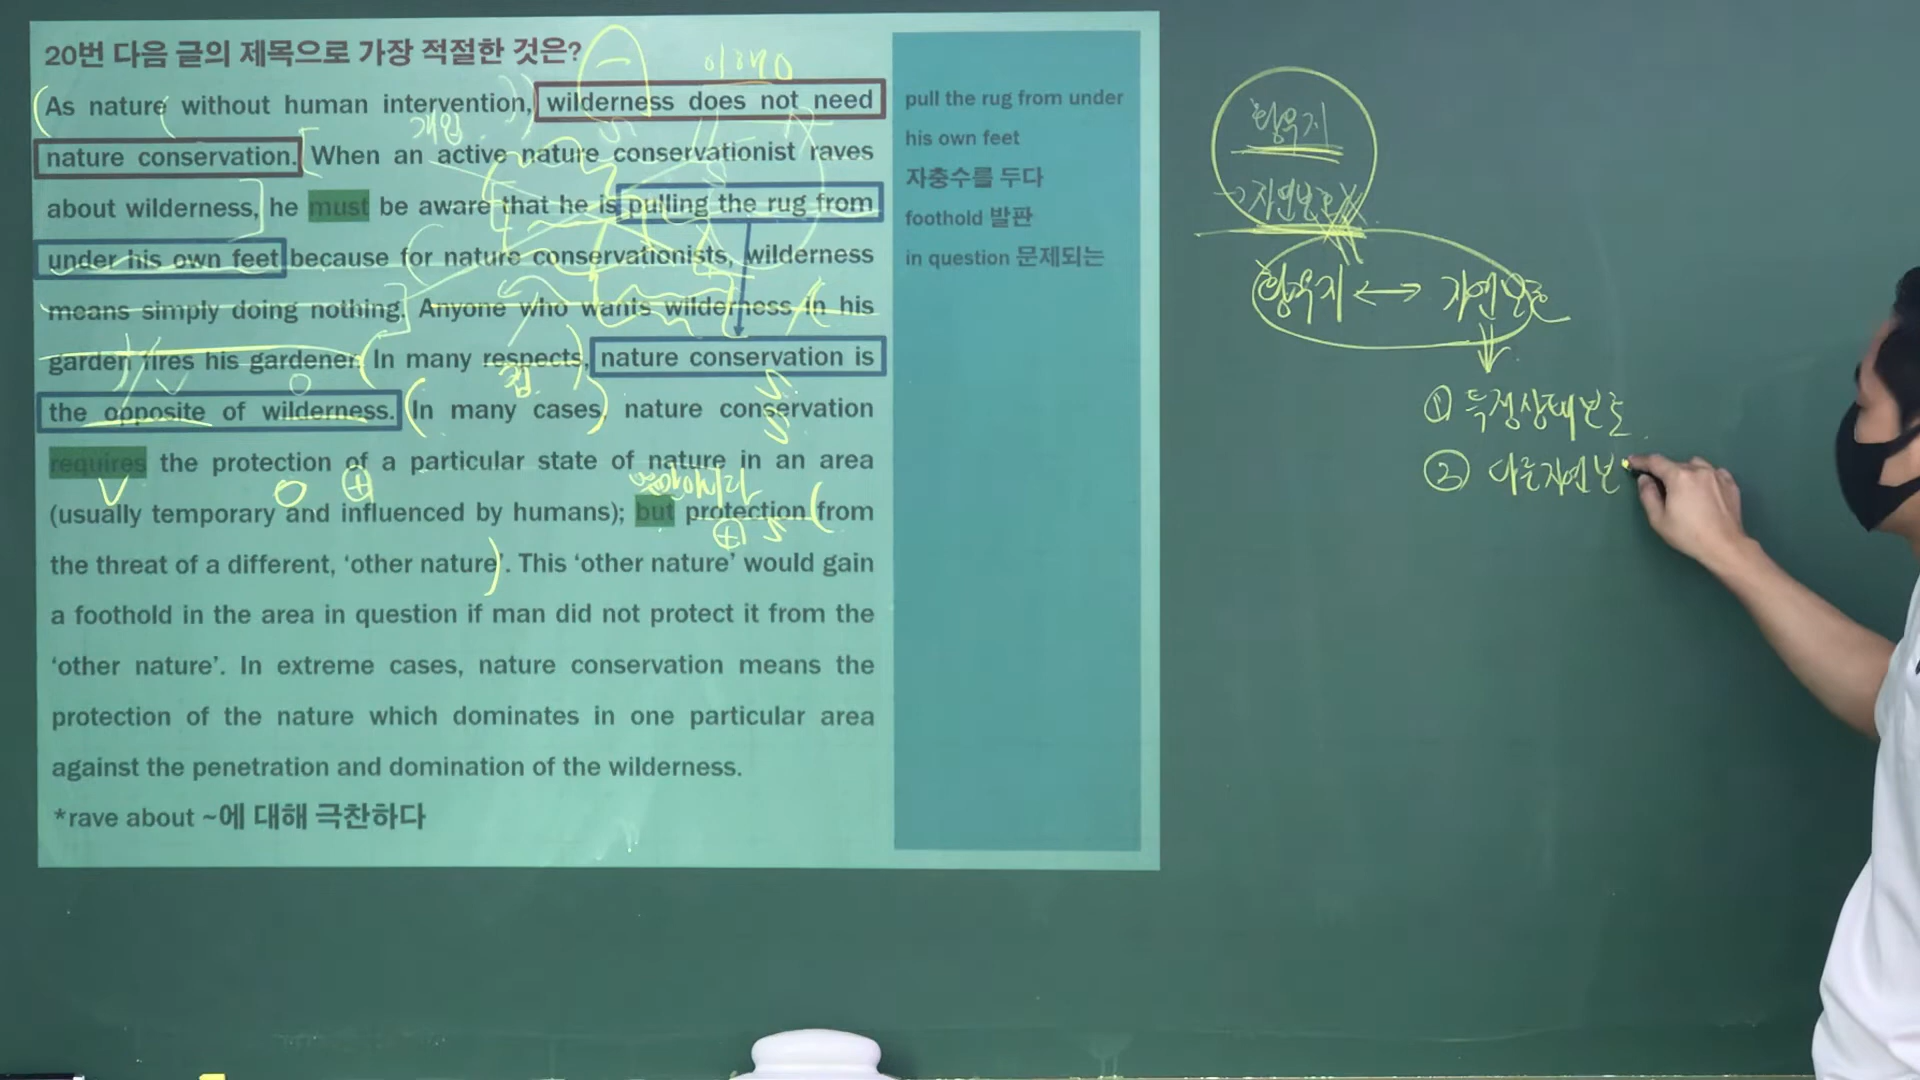 20번 다음 글의 제목으로 가장 적절한 것은?
As nature without human intervention, wilderness does not need
nature conservation. When an active nature conservationist raves
about wilderness, he must be aware that he is pulling the rug from
under his own feet because for nature conservationists, wilderness
means simply doing nothing. Anyone who wants wilderness in his
garden fires his gardener. In many respects, nature conservation is
the opposite of wilderness. In many cases, nature conservation
requires the protection of a particular state of nature in an area
(usually temporary and influenced by humans); but protection from
the threat of a different, ‘other nature’. This ‘other nature’ would gain
a foothold in the area in question if man did not protect it from the
‘other nature’. In extreme cases, nature conservation means the
protection of the nature which dominates in one particular area
against the penetration and domination of the wilderness.
*rave about ~에 대해 극찬하다
pull the rug from under
his own feet
자충수를 두다
foothold 발판
in question 문제되는
이해O
개입
황무지
→ 자연보호X
황무지 ↔ 자연보호
① 특정상태보호
② 다른자연보